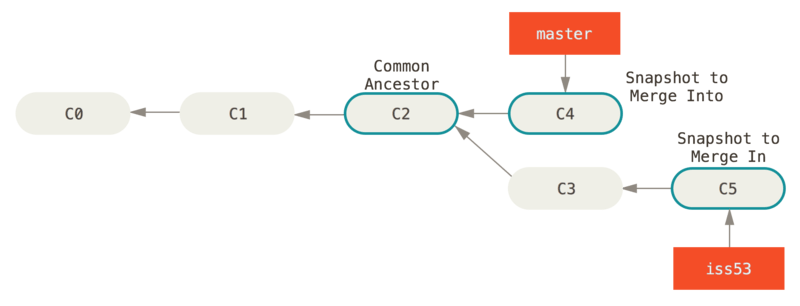 master
Common
Ancestor
Snapshot to
Merge Into
C0
C1
C2
C4
Snapshot to
Merge In
C3
C5
iss53